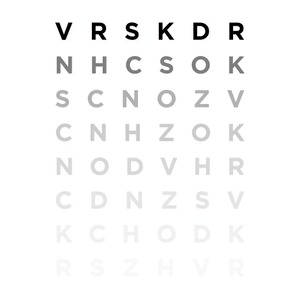 V R S K D R
N H C S O K
S C N O Z V
C N H Z O K
N O D V H R
C D N Z S V
K C H O D K
R S Z H V R